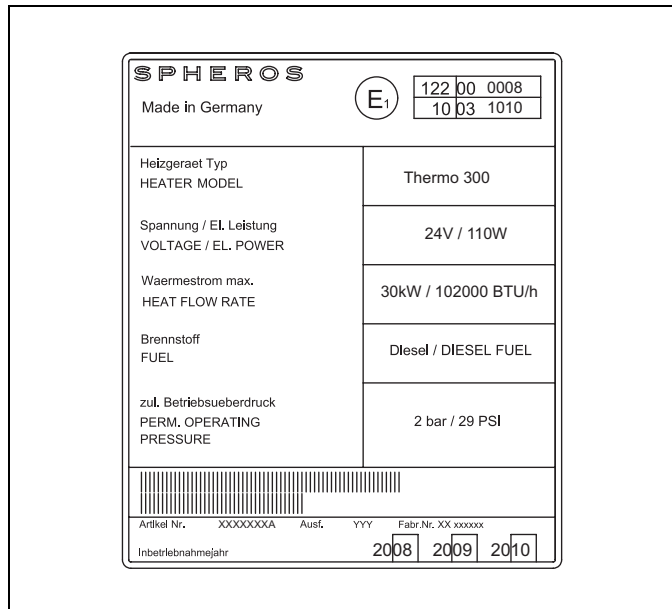 SPHEROS
Made in Germany
E1
122 00 0008
10 03 1010
Heizgeraet Typ
HEATER MODEL
Thermo 300
Spannung / El. Leistung
VOLTAGE / EL. POWER
24V / 110W
Waermestrom max.
HEAT FLOW RATE
30kW / 102000 BTU/h
Brennstoff
FUEL
Diesel / DIESEL FUEL
zul. Betriebsueberdruck
PERM. OPERATING
PRESSURE
2 bar / 29 PSI
Artikel Nr. XXXXXXXA Ausf. YYY Fabr.Nr. XX xxxxxx
Inbetriebnahmejahr 2008 2009 2010